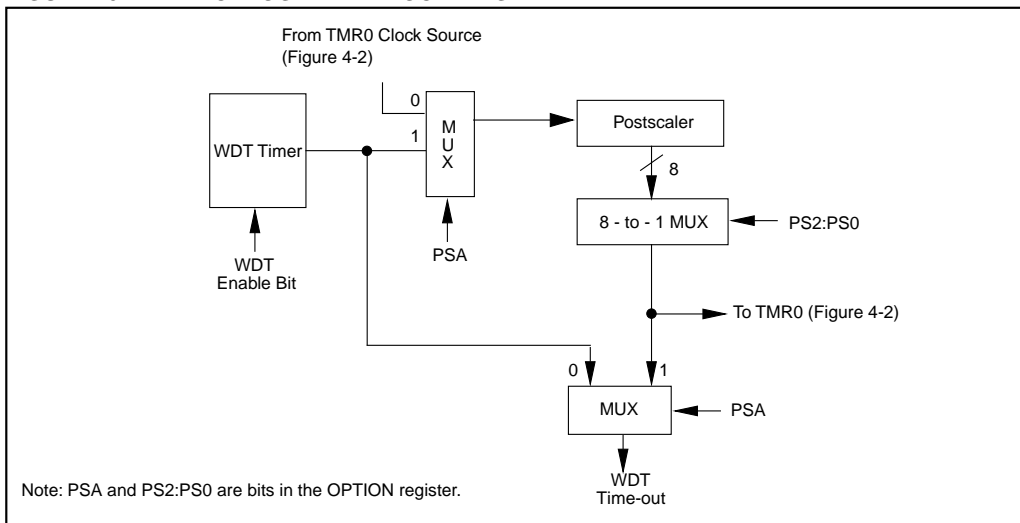 From TMR0 Clock Source
(Figure 4-2)
0
1
M
U
X
WDT Timer
Postscaler
8
8 - to - 1 MUX
PS2:PS0
PSA
WDT
Enable Bit
To TMR0 (Figure 4-2)
0
1
MUX
PSA
WDT
Time-out
Note: PSA and PS2:PS0 are bits in the OPTION register.